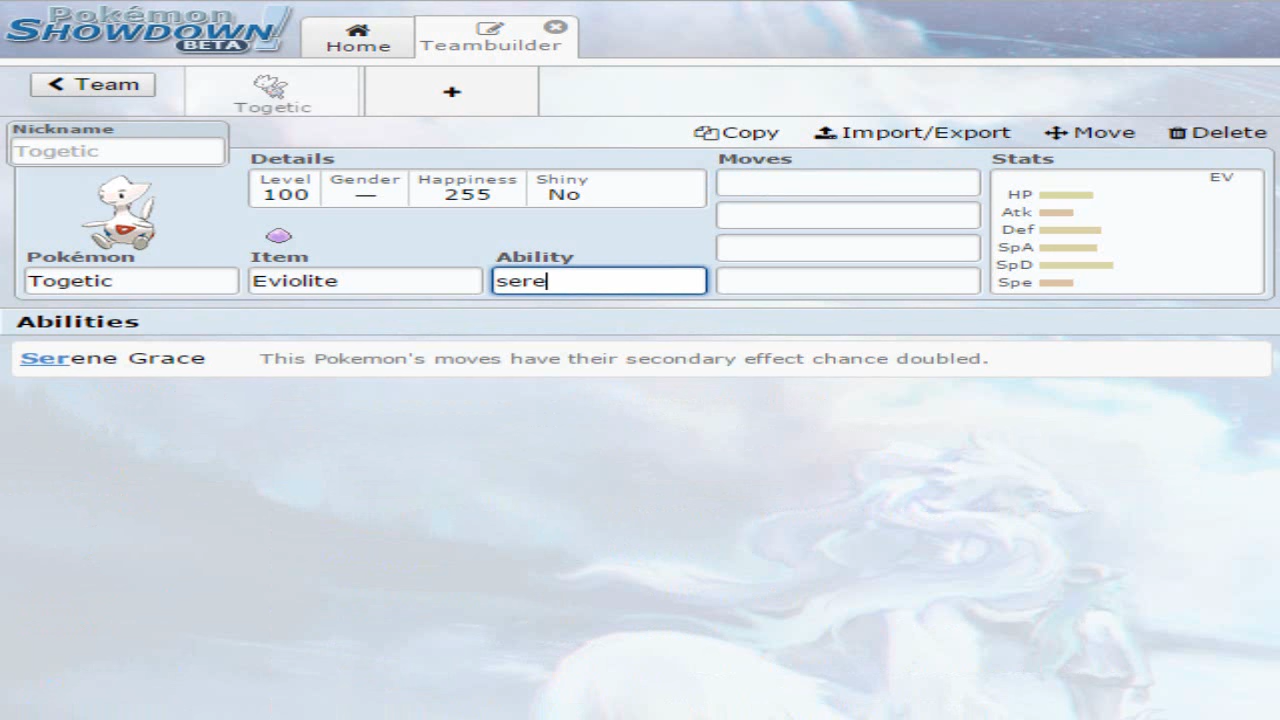 Pokémon
SHOWDOWN!
BETA
Home
Teambuilder
Team
Togetic
+
Copy
Import/Export
Move
Delete
Nickname
Togetic
Details
Level
Gender
Happiness
Shiny
100
—
255
No
Pokémon
Togetic
Item
Eviolite
Ability
sere
Moves
Stats
EV
HP
Atk
Def
SpA
SpD
Spe
Abilities
Serene Grace This Pokemon's moves have their secondary effect chance doubled.